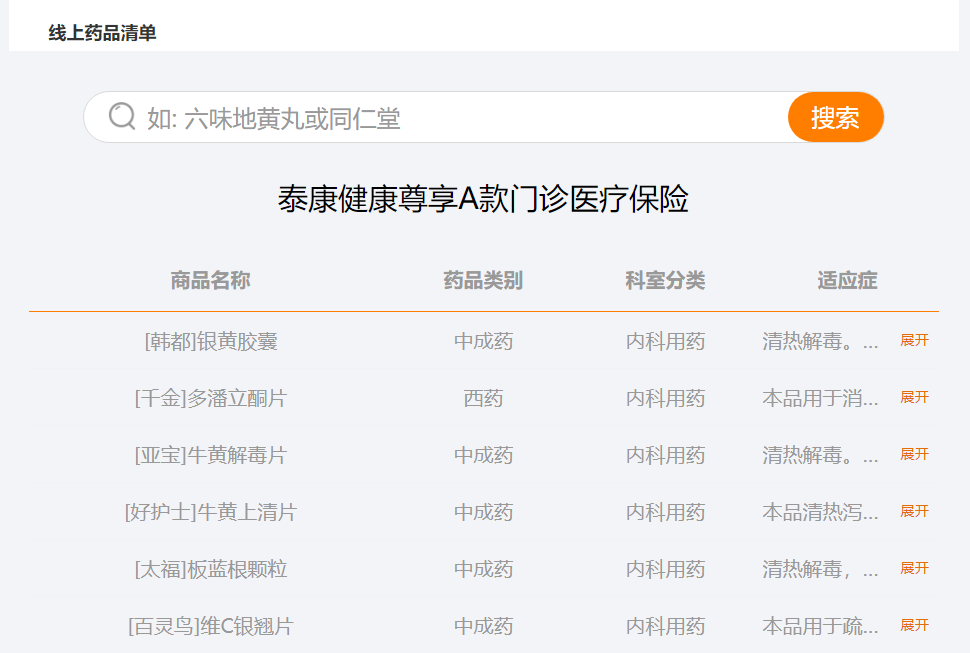 线上药品清单
如: 六味地黄丸或同仁堂 搜索
泰康健康尊享A款门诊医疗保险
商品名称 药品类别 科室分类 适应症
[韩都]银黄胶囊 中成药 内科用药 清热解毒。... 展开
[千金]多潘立酮片 西药 内科用药 本品用于消... 展开
[亚宝]牛黄解毒片 中成药 内科用药 清热解毒。... 展开
[好护士]牛黄上清片 中成药 内科用药 本品清热泻... 展开
[太福]板蓝根颗粒 中成药 内科用药 清热解毒，... 展开
[百灵鸟]维C银翘片 中成药 内科用药 本品用于疏... 展开